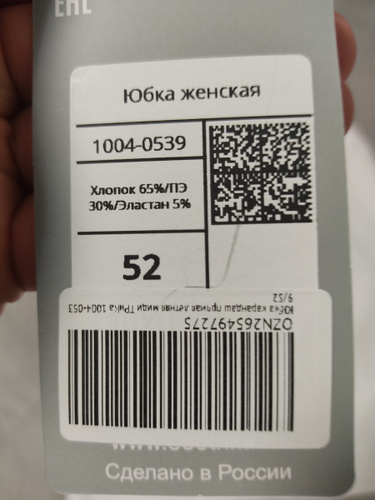 EAC
Юбка женская
1004-0539
Хлопок 65%/ПЭ
30%/Эластан 5%
52
OZN265497275
Юбка карандаш прямая летняя миди ТРиКа 1004-053
9/52
Сделано в России